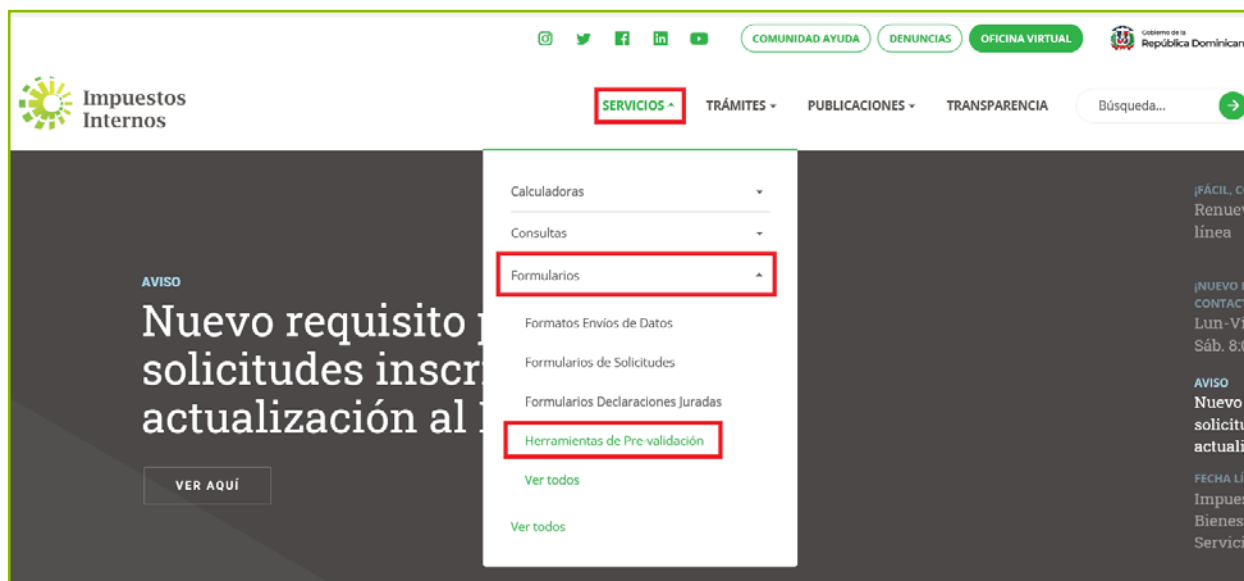 COMUNIDAD AYUDA
DENUNCIAS
OFICINA VIRTUAL
Gobierno de la
República Dominican
Impuestos
Internos
SERVICIOS
TRÁMITES
PUBLICACIONES
TRANSPARENCIA
Búsqueda...
Calculadoras
Consultas
Formularios
Formatos Envíos de Datos
Formularios de Solicitudes
Formularios Declaraciones Juradas
Herramientas de Pre-validación
Ver todos
Ver todos
AVISO
Nuevo requisito
solicitudes inscr
actualización al
VER AQUÍ
¡FÁCIL, C
Renuev
línea
¡NUEVO
CONTAC
Lun-Vi
Sáb. 8:
AVISO
Nuevo
solicitu
actuali
FECHA LÍ
Impues
Bienes
Servici